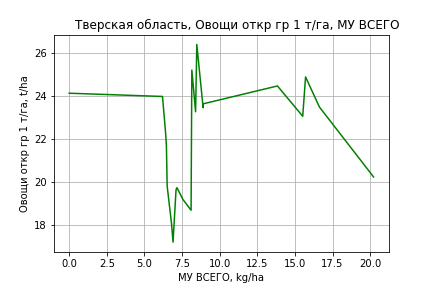 Тверская область, Овощи откр гр 1 т/га, МУ ВСЕГО
26
24
22
20
18
Овощи откр гр 1 т/га, t/ha
0.0 2.5 5.0 7.5 10.0 12.5 15.0 17.5 20.0
МУ ВСЕГО, kg/ha